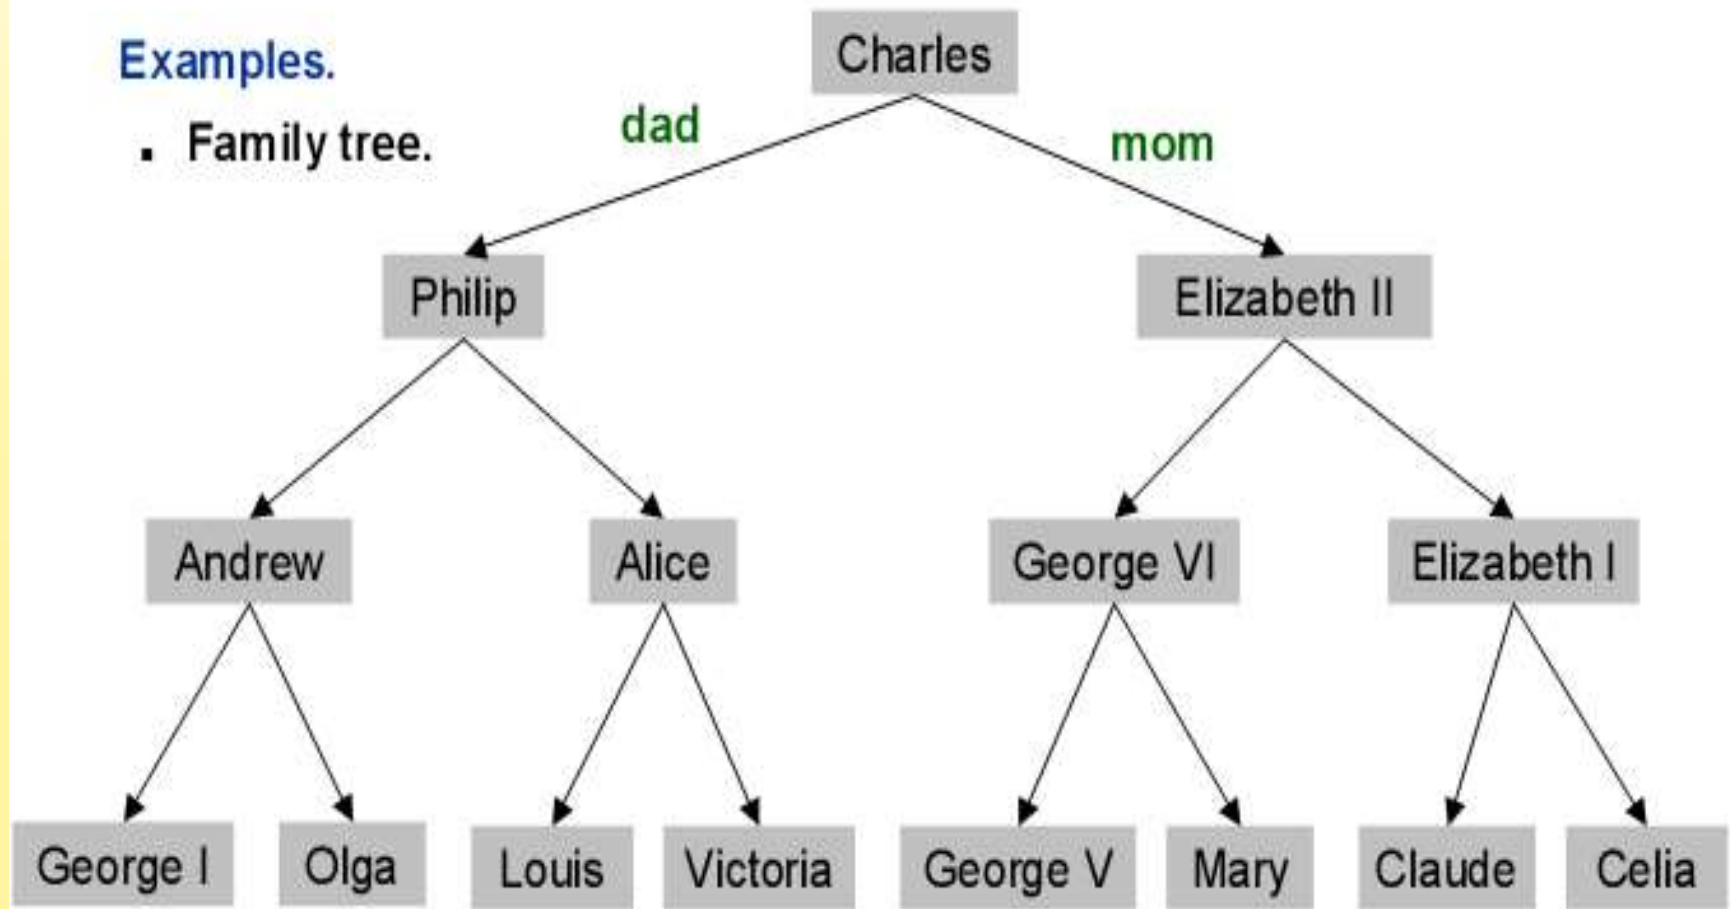 Charles
Examples.
dad
mom
. Family tree.
Philip
Elizabeth II
Andrew
Alice
George VI
Elizabeth I
George I
Olga
Louis
Victoria
George V
Mary
Claude
Celia